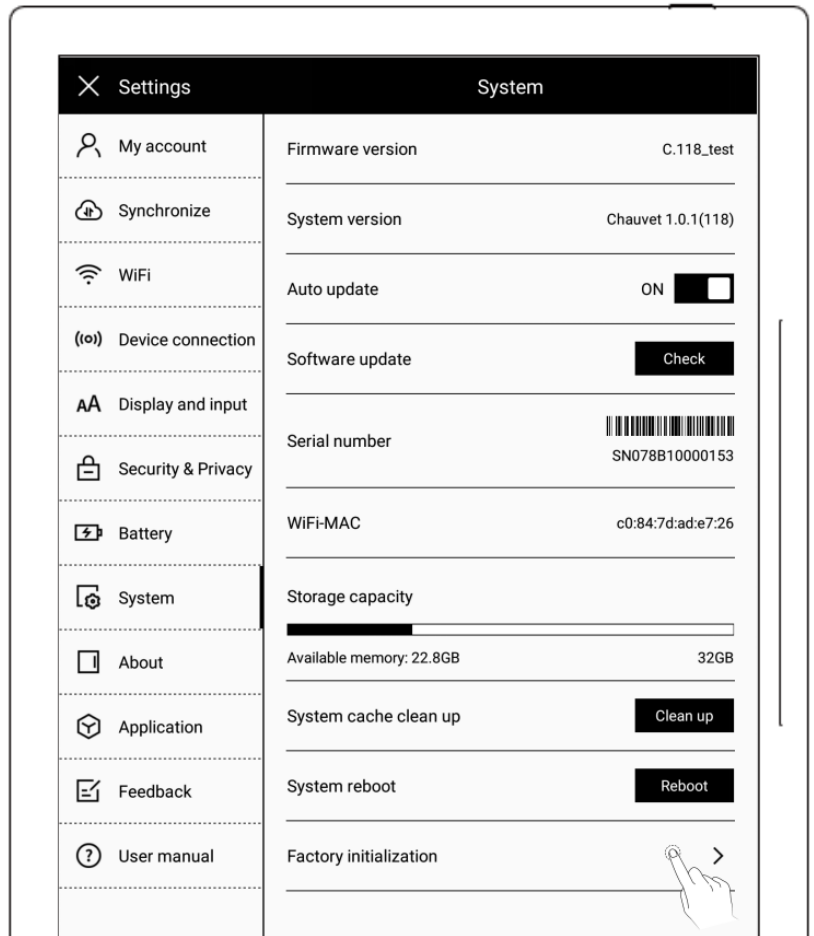 Settings
System
My account
Synchronize
WiFi
Device connection
AA Display and input
Security & Privacy
Battery
System
About
Application
Feedback
? User manual
Firmware version C.118_test
System version Chauvet 1.0.1(118)
Auto update ON
Software update Check
Serial number SN078B10000153
WiFi-MAC c0:84:7d:ad:e7:26
Storage capacity
Available memory: 22.8GB 32GB
System cache clean up Clean up
System reboot Reboot
Factory initialization